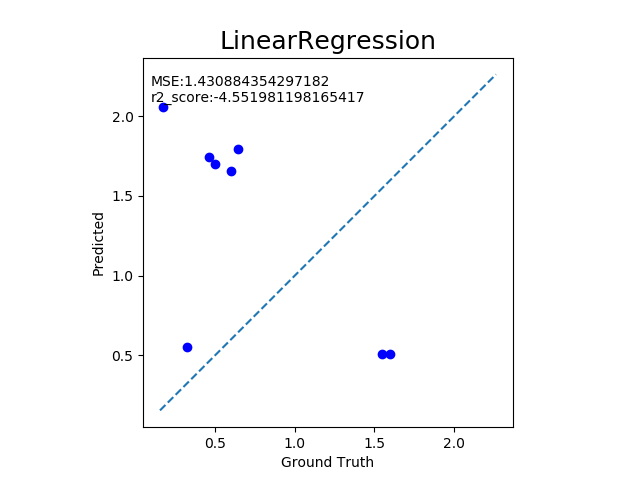 LinearRegression
MSE:1.430884354297182
r2_score:-4.551981198165417
2.0
1.5
1.0
0.5
Predicted
0.5 1.0 1.5 2.0
Ground Truth